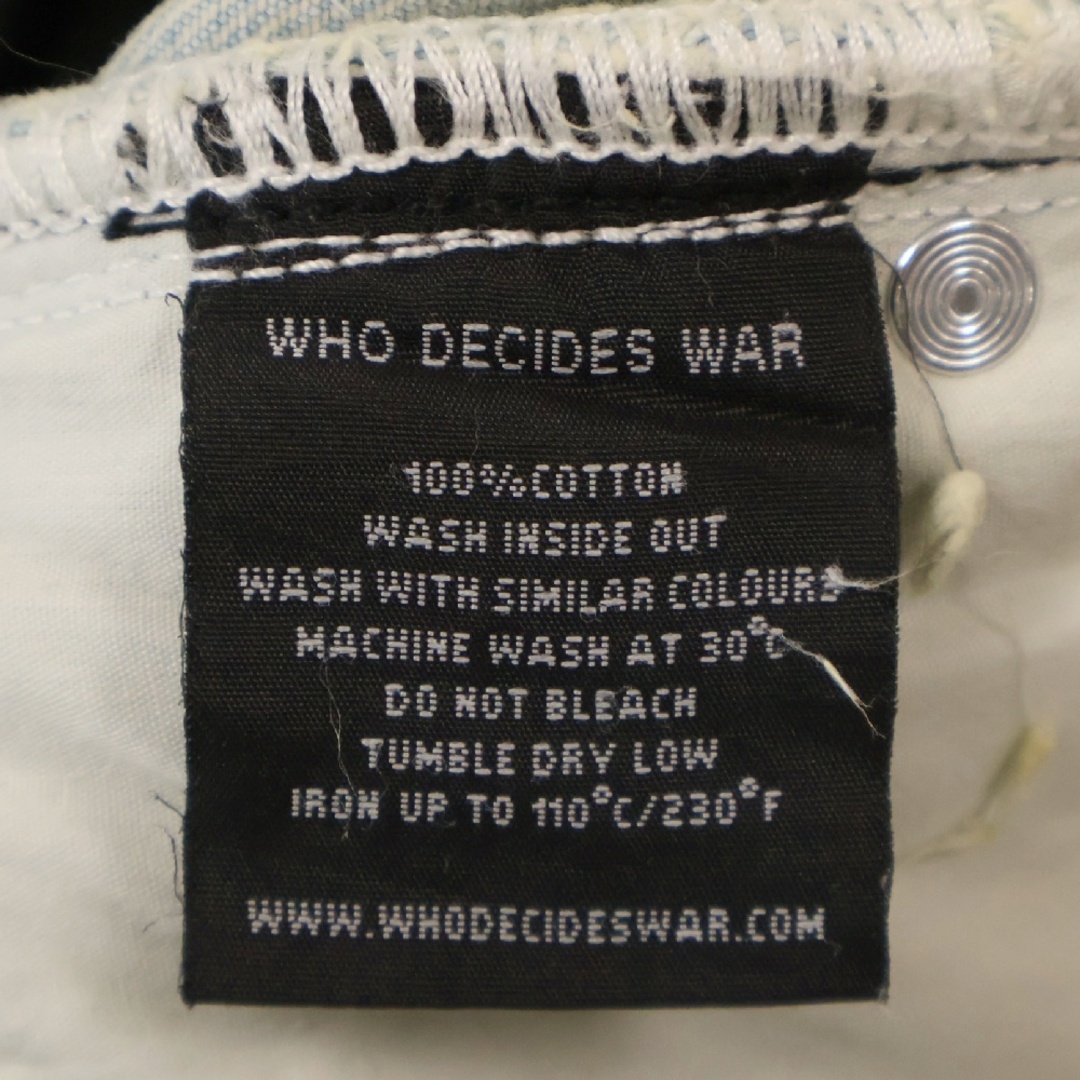 WHO DECIDES WAR
100%COTTON
WASH INSIDE OUT
WASH WITH SIMILAR COLOURS
MACHINE WASH AT 30°C
DO NOT BLEACH
TUMBLE DRY LOW
IRON UP TO 110°C/230°F
WWW.WHODECIDESWAR.COM